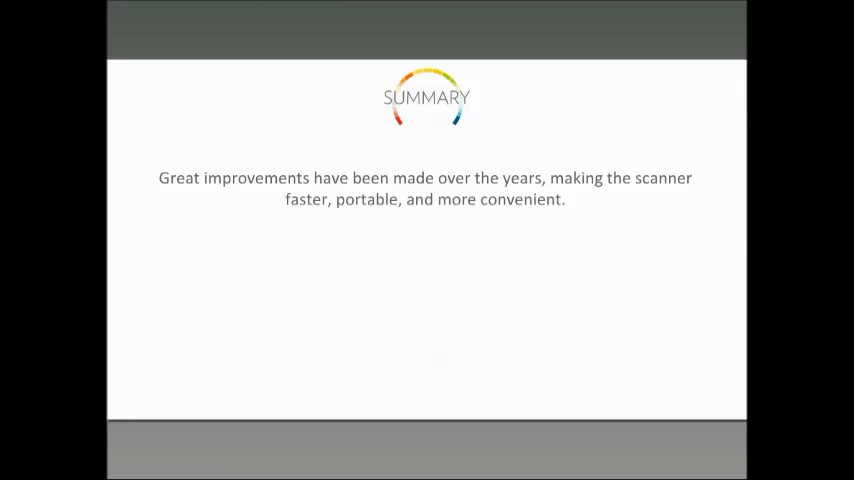 SUMMARY
Great improvements have been made over the years, making the scanner
faster, portable, and more convenient.